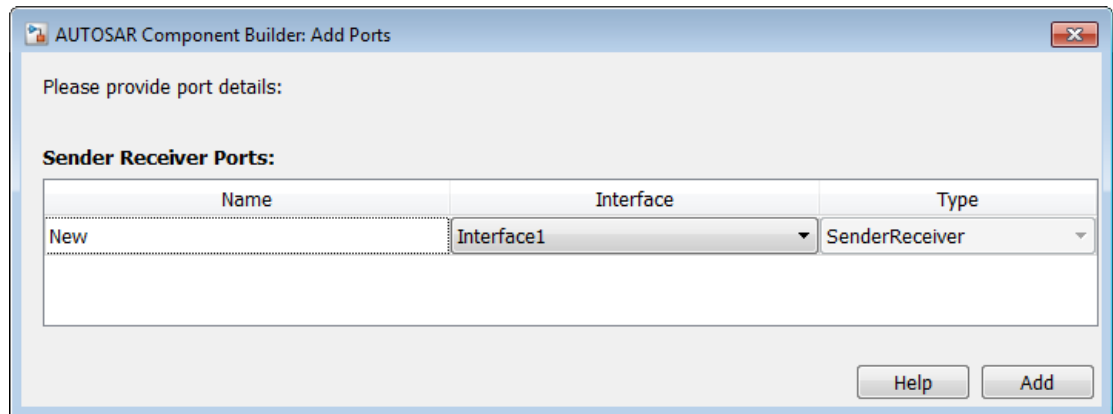 AUTOSAR Component Builder: Add Ports
Please provide port details:
Sender Receiver Ports:
Name Interface Type
New Interface1 SenderReceiver
Help Add